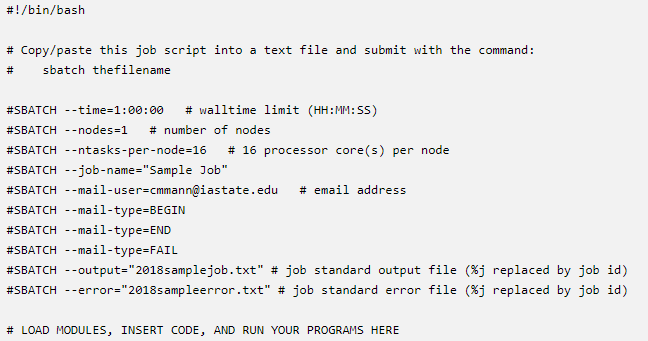 #!/bin/bash
# Copy/paste this job script into a text file and submit with the command:
#    sbatch thefilename
#SBATCH --time=1:00:00   # walltime limit (HH:MM:SS)
#SBATCH --nodes=1   # number of nodes
#SBATCH --ntasks-per-node=16   # 16 processor core(s) per node
#SBATCH --job-name="Sample Job"
#SBATCH --mail-user=cmmann@iastate.edu   # email address
#SBATCH --mail-type=BEGIN
#SBATCH --mail-type=END
#SBATCH --mail-type=FAIL
#SBATCH --output="2018samplejob.txt" # job standard output file (%j replaced by job id)
#SBATCH --error="2018sampleerror.txt" # job standard error file (%j replaced by job id)
# LOAD MODULES, INSERT CODE, AND RUN YOUR PROGRAMS HERE